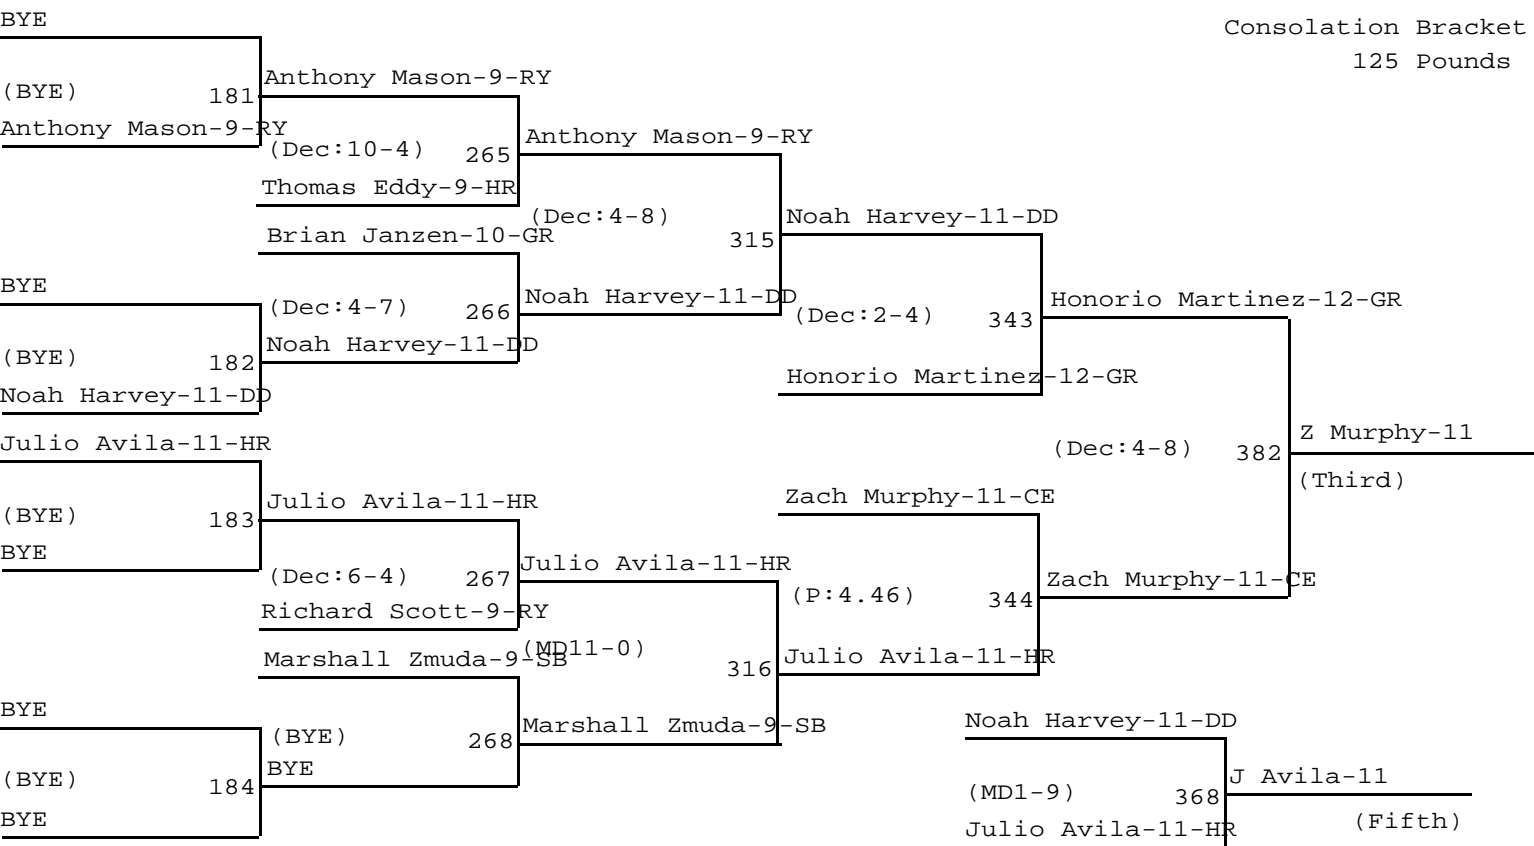 BYE
Consolation Bracket
125 Pounds
Anthony Mason-9-RY
(BYE) 181
Anthony Mason-9-RY
Anthony Mason-9-RY
(Dec:10-4) 265
Thomas Eddy-9-HR
(Dec:4-8)
Noah Harvey-11-DD
Brian Janzen-10-GR
315
BYE
Noah Harvey-11-DD
Honorio Martinez-12-GR
(Dec:4-7) 266
(Dec:2-4) 343
Noah Harvey-11-DD
(BYE) 182
Honorio Martinez-12-GR
Noah Harvey-11-DD
Z Murphy-11
Julio Avila-11-HR
(Dec:4-8) 382
(Third)
Zach Murphy-11-CE
Julio Avila-11-HR
(BYE) 183
BYE
Julio Avila-11-HR
(Dec:6-4) 267
Zach Murphy-11-CE
(P:4.46) 344
Richard Scott-9-RY
(MD11-0)
Marshall Zmuda-9-SB
316
Julio Avila-11-HR
BYE
Noah Harvey-11-DD
Marshall Zmuda-9-SB
(BYE) 268
BYE
J Avila-11
(BYE) 184
(MD1-9) 368
BYE
(Fifth)
Julio Avila-11-HR